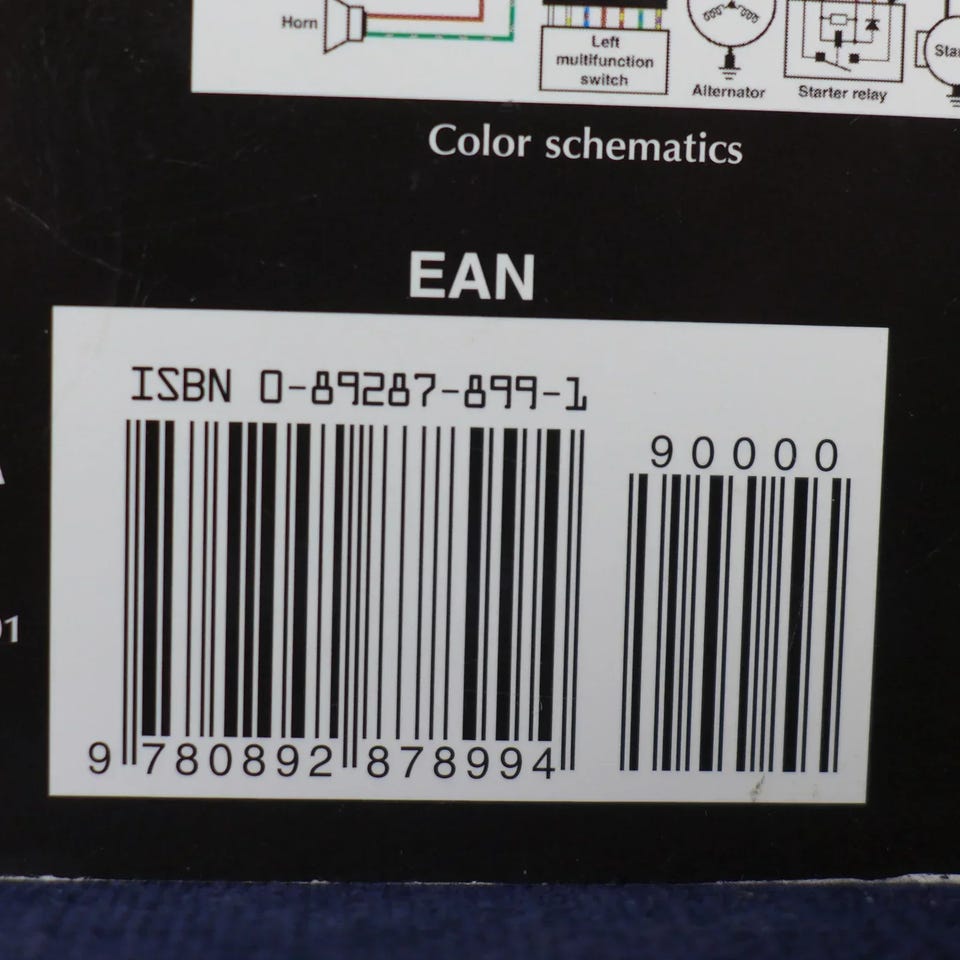 Horn
Left
multifunction
switch
Alternator
Starter relay
Color schematics
EAN
ISBN 0-89287-899-1
90000
9 780892 878994